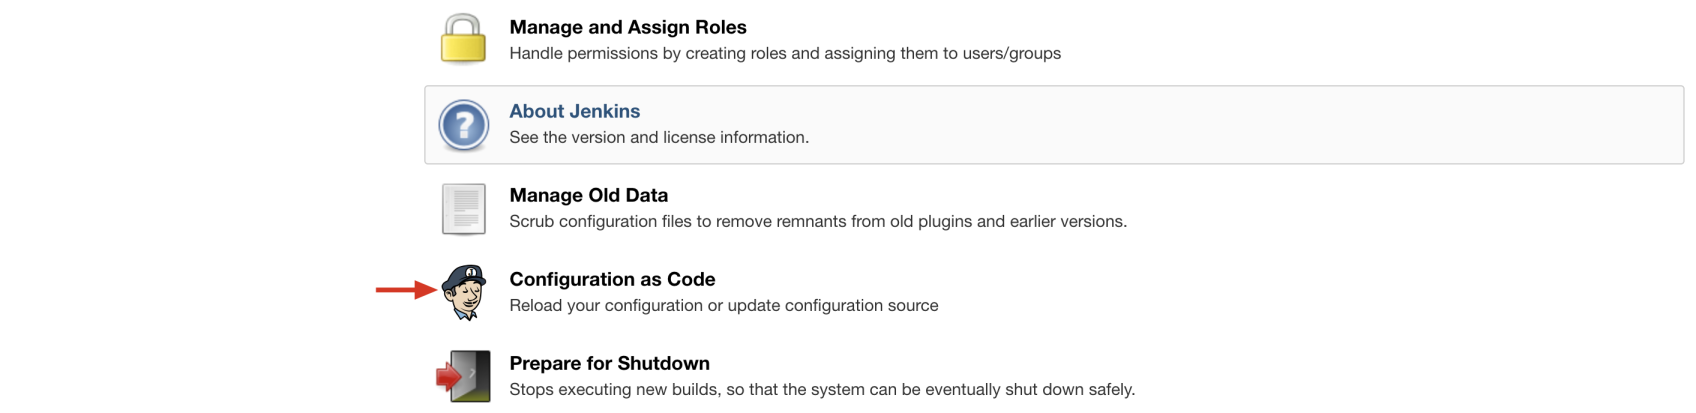 Manage and Assign Roles
Handle permissions by creating roles and assigning them to users/groups
About Jenkins
See the version and license information.
Manage Old Data
Scrub configuration files to remove remnants from old plugins and earlier versions.
Configuration as Code
Reload your configuration or update configuration source
Prepare for Shutdown
Stops executing new builds, so that the system can be eventually shut down safely.